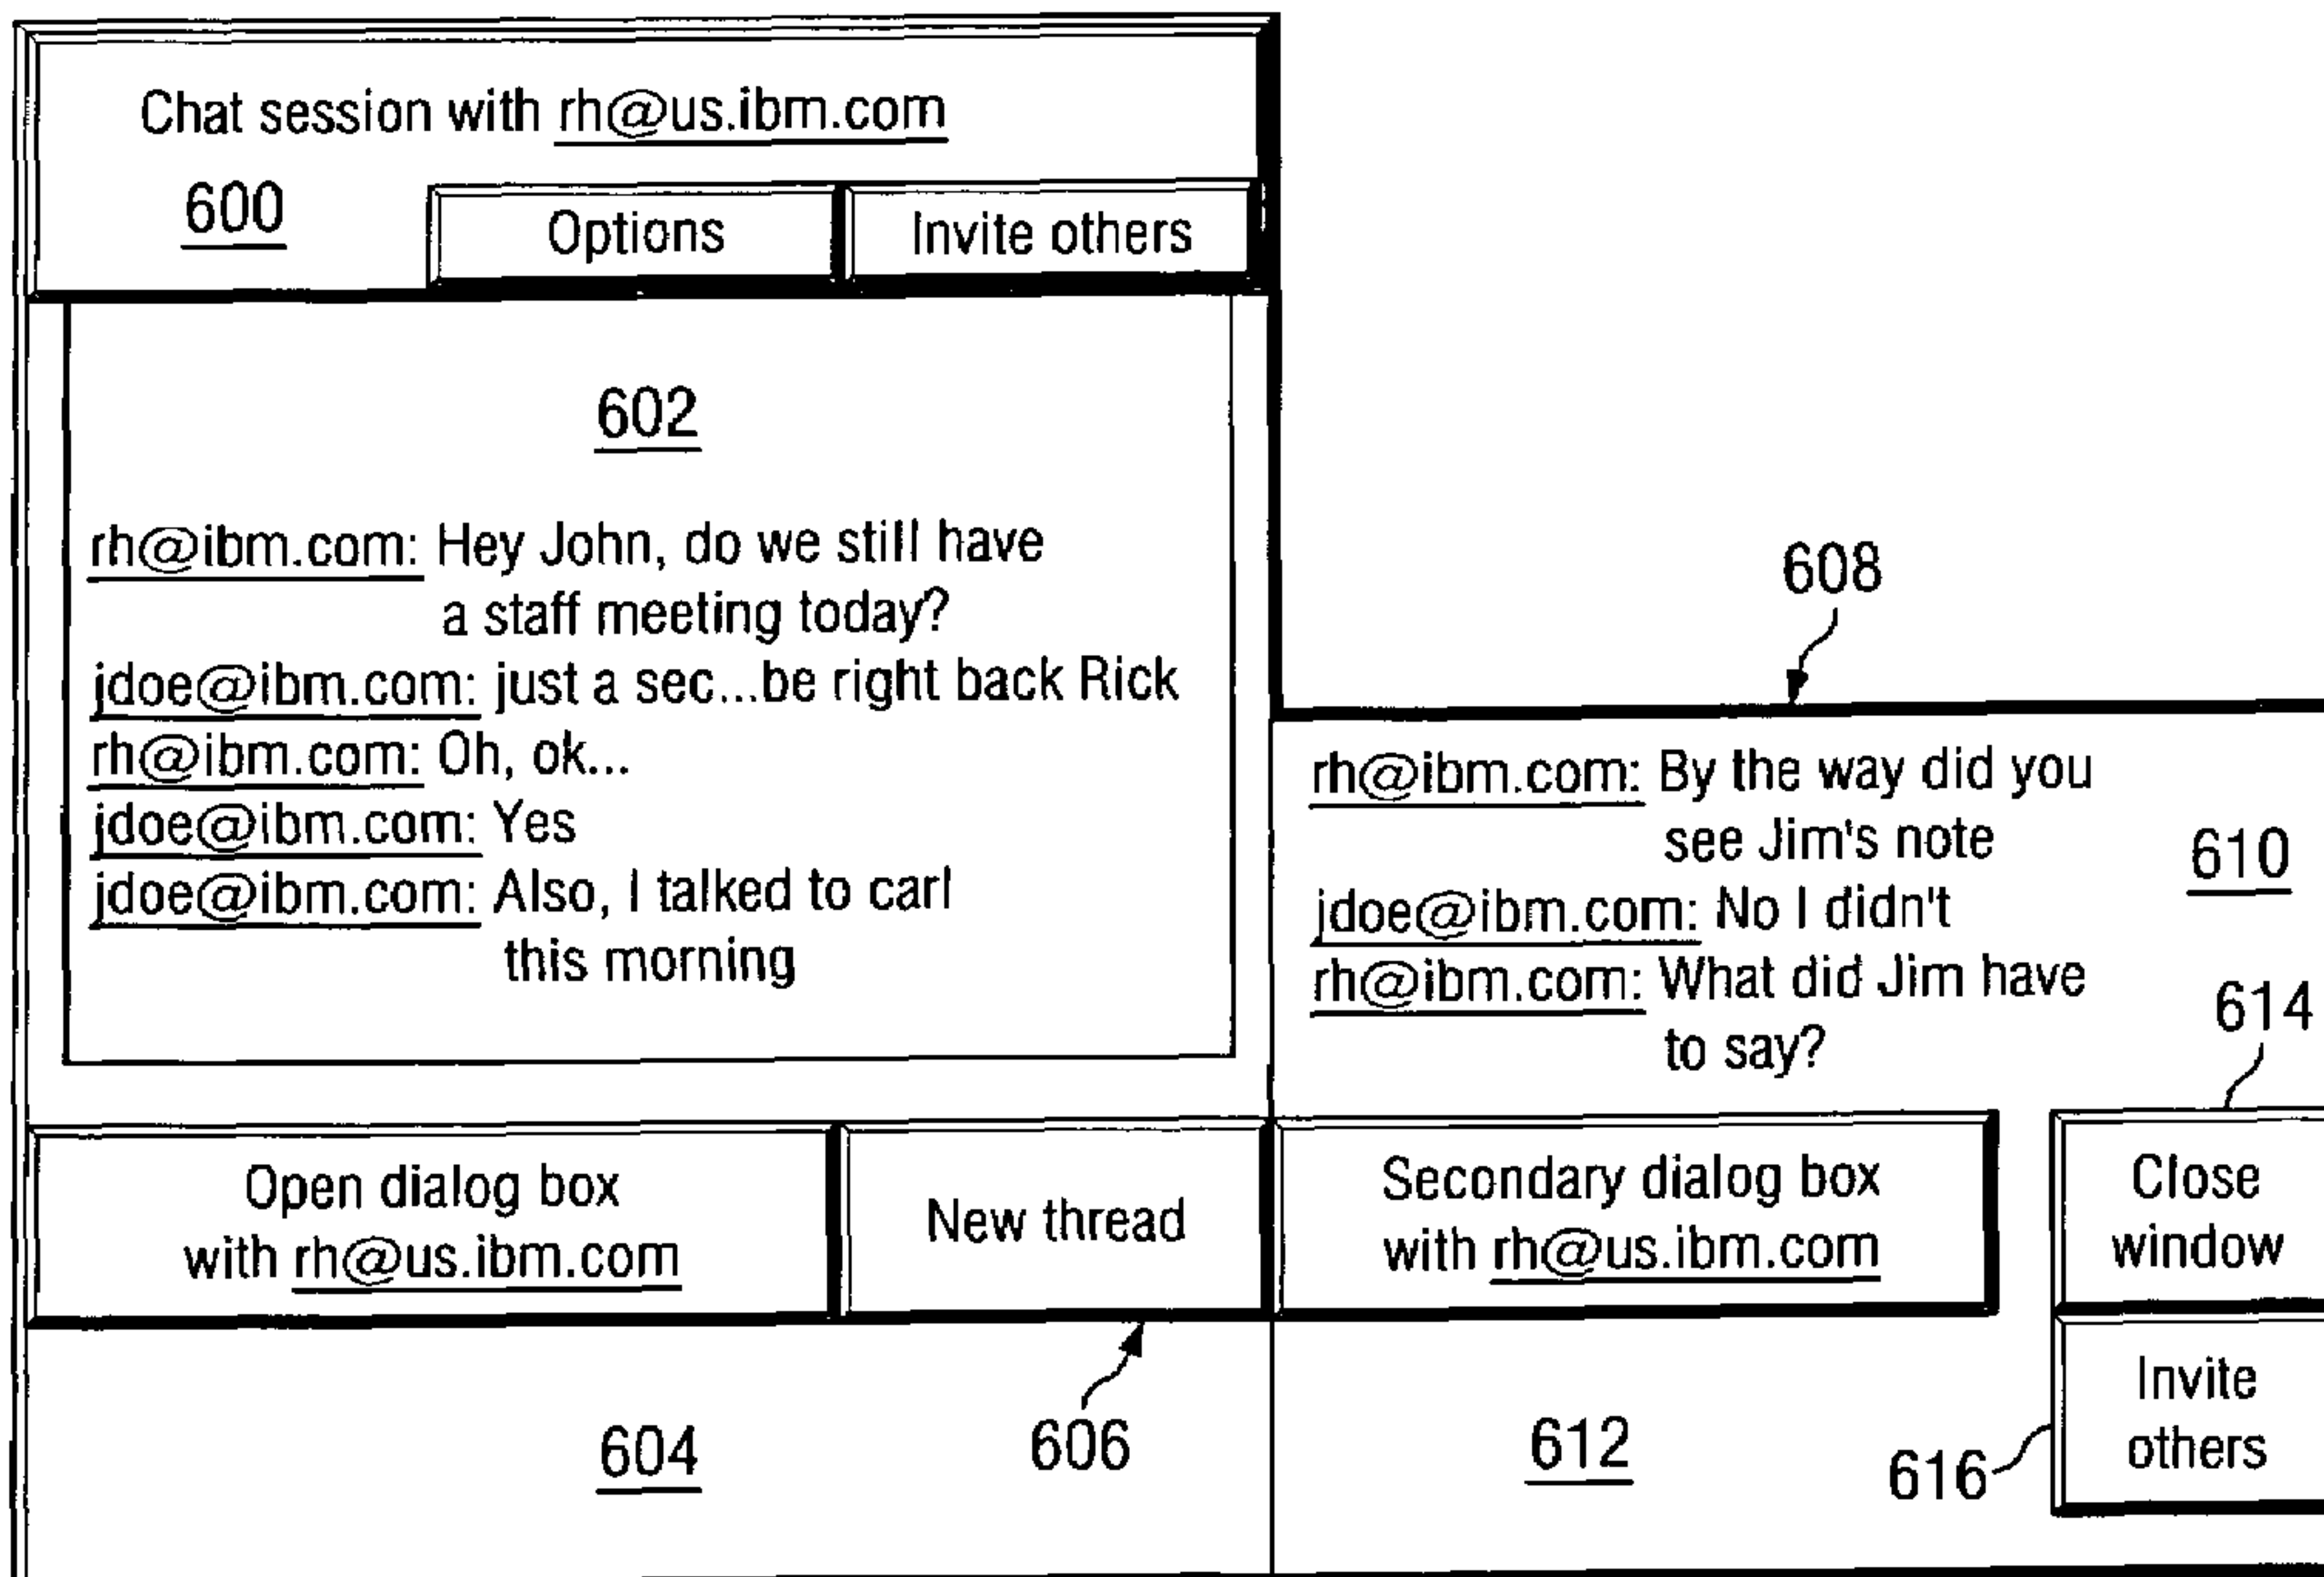 Chat session with rh@us.ibm.com
600
Options
Invite others
602
rh@ibm.com: Hey John, do we still have
a staff meeting today?
jdoe@ibm.com: just a sec...be right back Rick
rh@ibm.com: Oh, ok...
jdoe@ibm.com: Yes
jdoe@ibm.com: Also, I talked to carl
this morning
608
rh@ibm.com: By the way did you
see Jim's note
610
jdoe@ibm.com: No I didn't
rh@ibm.com: What did Jim have
to say?
614
Open dialog box
with rh@us.ibm.com
New thread
Secondary dialog box
with rh@us.ibm.com
Close
window
Invite
others
604
606
612
616